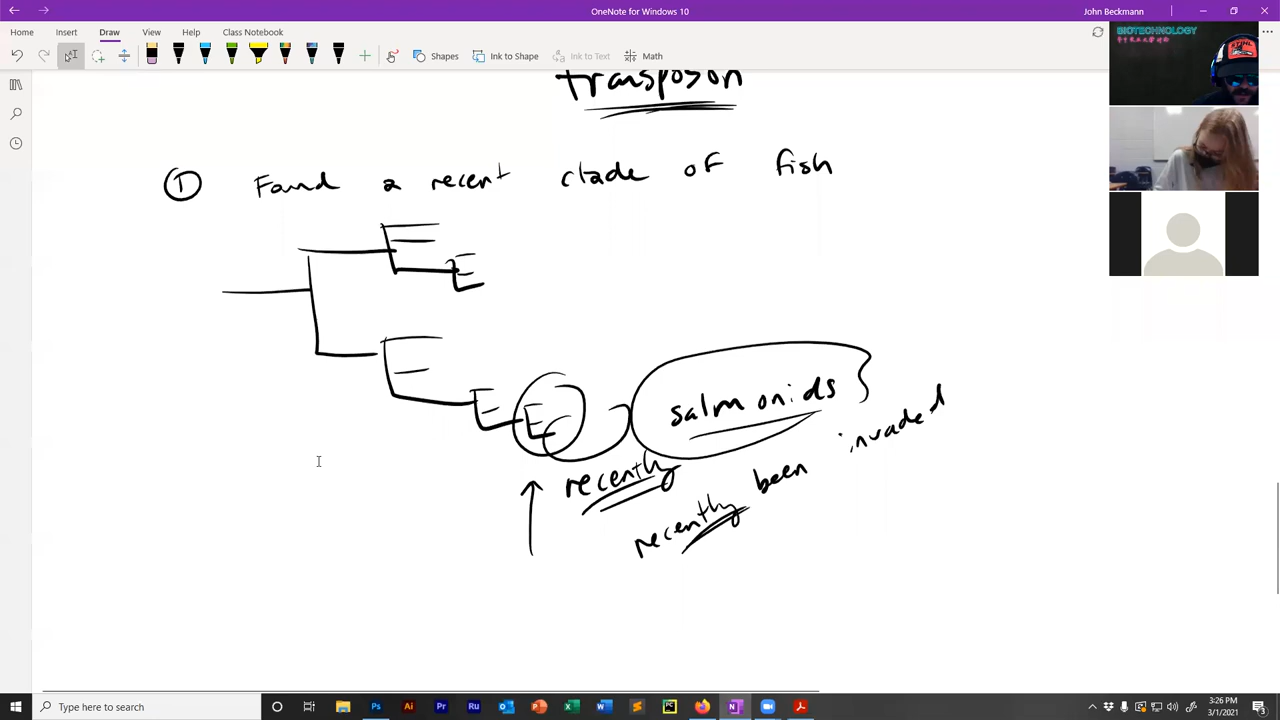 OneNote for Windows 10
John Beckmann
Home Insert Draw View Help Class Notebook
Shapes Ink to Shape Ink to Text Math
BIOTECHNOLOGY
transposon
① Found a recent clade of fish
salmonids
recently
recently been invaded
Type here to search
3:26 PM
3/1/2021